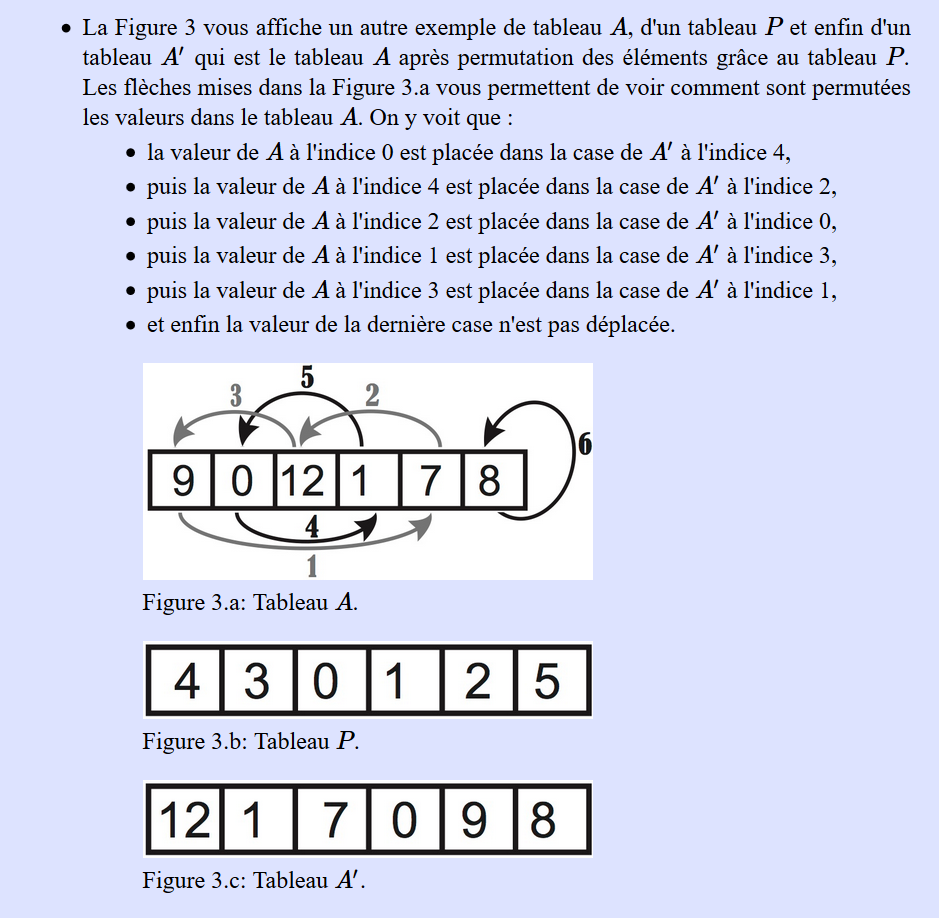 • La Figure 3 vous affiche un autre exemple de tableau A, d'un tableau P et enfin d'un
tableau A′ qui est le tableau A après permutation des éléments grâce au tableau P.
Les flèches mises dans la Figure 3.a vous permettent de voir comment sont permutées
les valeurs dans le tableau A. On y voit que :
• la valeur de A à l'indice 0 est placée dans la case de A′ à l'indice 4,
• puis la valeur de A à l'indice 4 est placée dans la case de A′ à l'indice 2,
• puis la valeur de A à l'indice 2 est placée dans la case de A′ à l'indice 0,
• puis la valeur de A à l'indice 1 est placée dans la case de A′ à l'indice 3,
• puis la valeur de A à l'indice 3 est placée dans la case de A′ à l'indice 1,
• et enfin la valeur de la dernière case n'est pas déplacée.
5
3 2
6
9 0 12 1 7 8
4
1
Figure 3.a: Tableau A.
4 3 0 1 2 5
Figure 3.b: Tableau P.
12 1 7 0 9 8
Figure 3.c: Tableau A′.